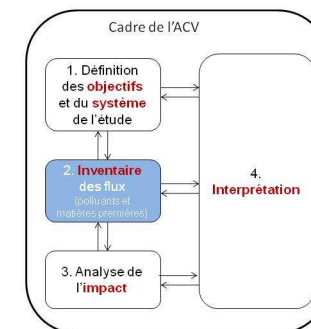 Cadre de l'ACV
1. Définition
des objectifs
et du système
de l'étude
2. Inventaire
des flux
(polluants et
matières premières)
3. Analyse de
l'impact
4.
Interprétation